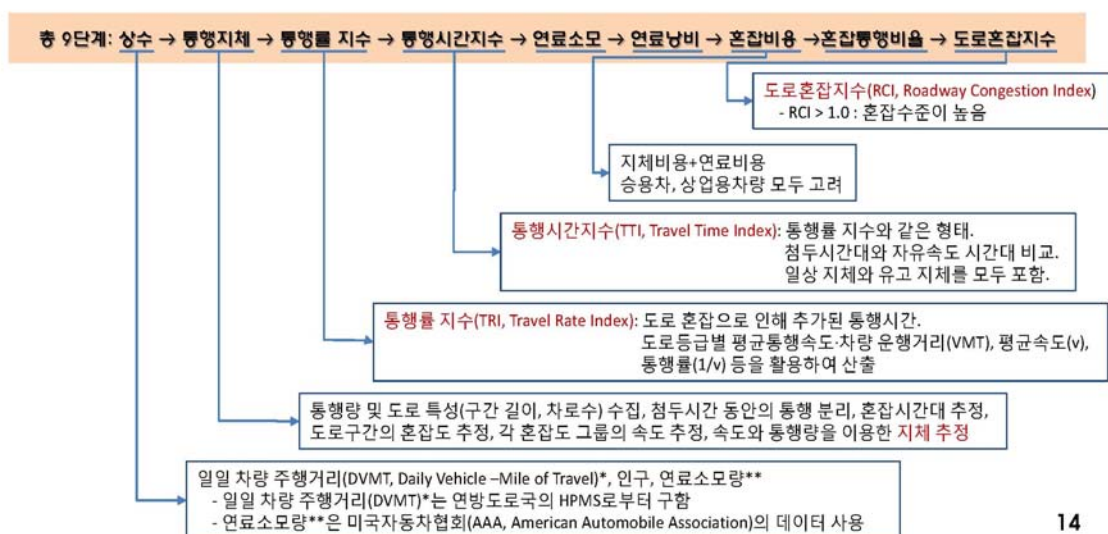 총 9단계: 상수 → 통행지체 → 통행률 지수 → 통행시간지수 → 연료소모 → 연료낭비 → 혼잡비용 →혼잡통행비율 → 도로혼잡지수
도로혼잡지수(RCI, Roadway Congestion Index)
- RCI > 1.0 : 혼잡수준이 높음
지체비용+연료비용
승용차, 상업용차량 모두 고려
통행시간지수(TTI, Travel Time Index): 통행률 지수와 같은 형태.
첨두시간대와 자유속도 시간대 비교.
일상 지체와 유고 지체를 모두 포함.
통행률 지수(TRI, Travel Rate Index): 도로 혼잡으로 인해 추가된 통행시간.
도로등급별 평균통행속도·차량 운행거리(VMT), 평균속도(v),
통행률(1/v) 등을 활용하여 산출
통행량 및 도로 특성(구간 길이, 차로수) 수집, 첨두시간 동안의 통행 분리, 혼잡시간대 추정,
도로구간의 혼잡도 추정, 각 혼잡도 그룹의 속도 추정, 속도와 통행량을 이용한 지체 추정
일일 차량 주행거리(DVMT, Daily Vehicle –Mile of Travel)*, 인구, 연료소모량**
- 일일 차량 주행거리(DVMT)*는 연방도로국의 HPMS로부터 구함
- 연료소모량**은 미국자동차협회(AAA, American Automobile Association)의 데이터 사용
14